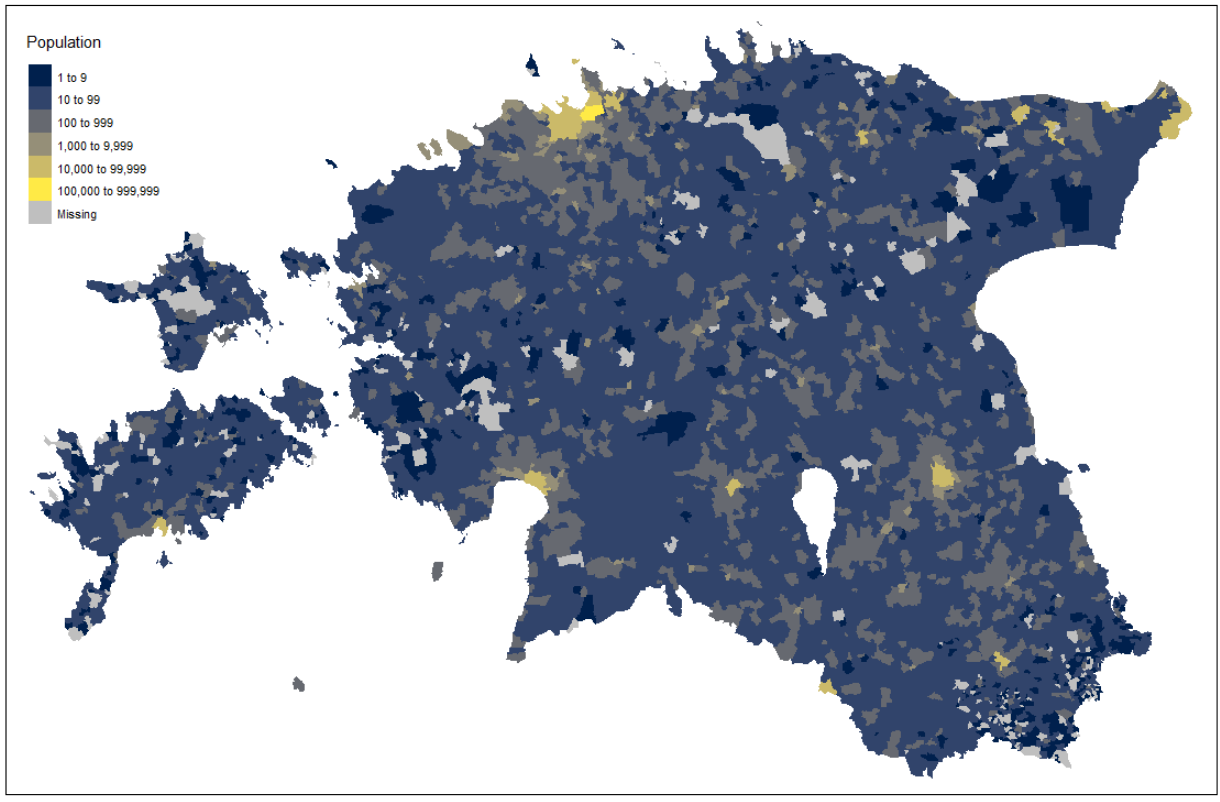 Population
1 to 9
10 to 99
100 to 999
1,000 to 9,999
10,000 to 99,999
100,000 to 999,999
Missing